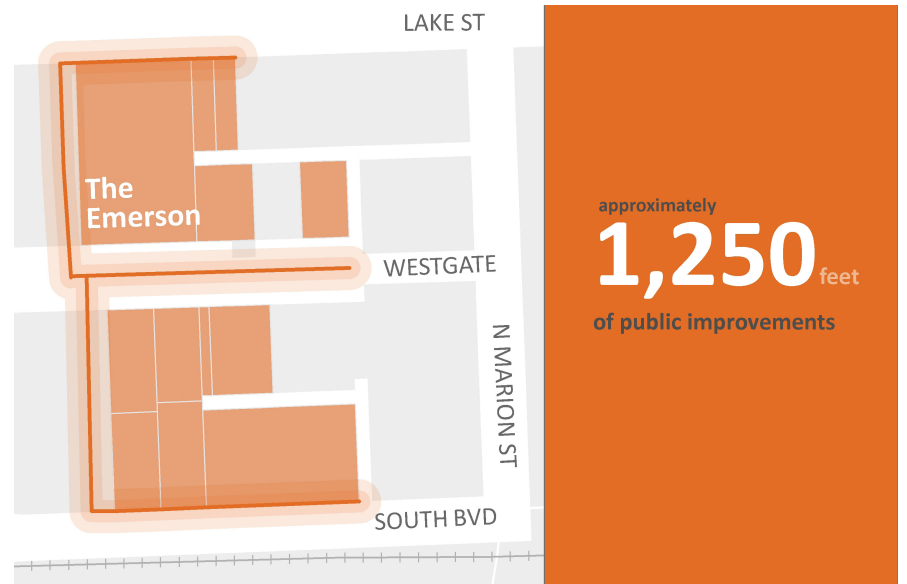 LAKE ST
The
Emerson
WESTGATE
N MARION ST
SOUTH BVD
approximately
1,250 feet
of public improvements